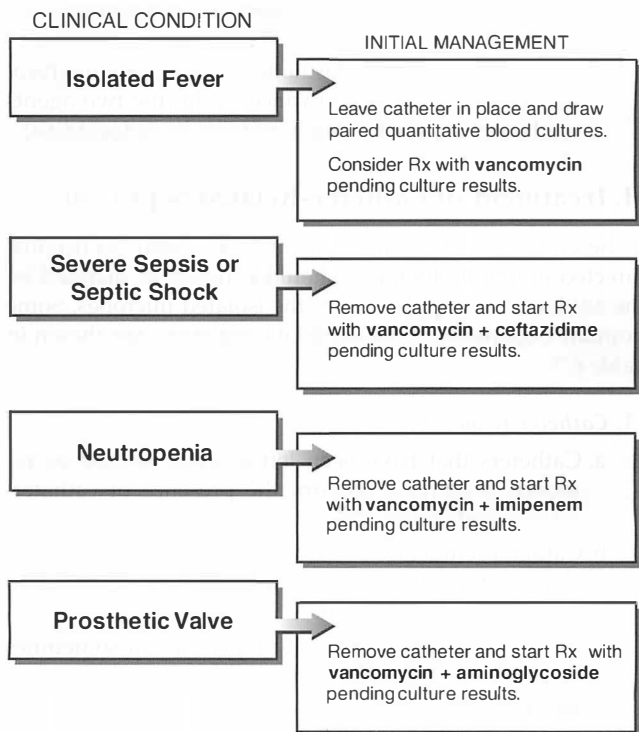 CLINICAL CONDITION
INITIAL MANAGEMENT
Isolated Fever
Leave catheter in place and draw
paired quantitative blood cultures.
Consider Rx with vancomycin
pending culture results.
Severe Sepsis or
Septic Shock
Remove catheter and start Rx
with vancomycin + ceftazidime
pending culture results.
Neutropenia
Remove catheter and start Rx
with vancomycin + imipenem
pending culture results.
Prosthetic Valve
Remove catheter and start Rx with
vancomycin + aminoglycoside
pending culture results.